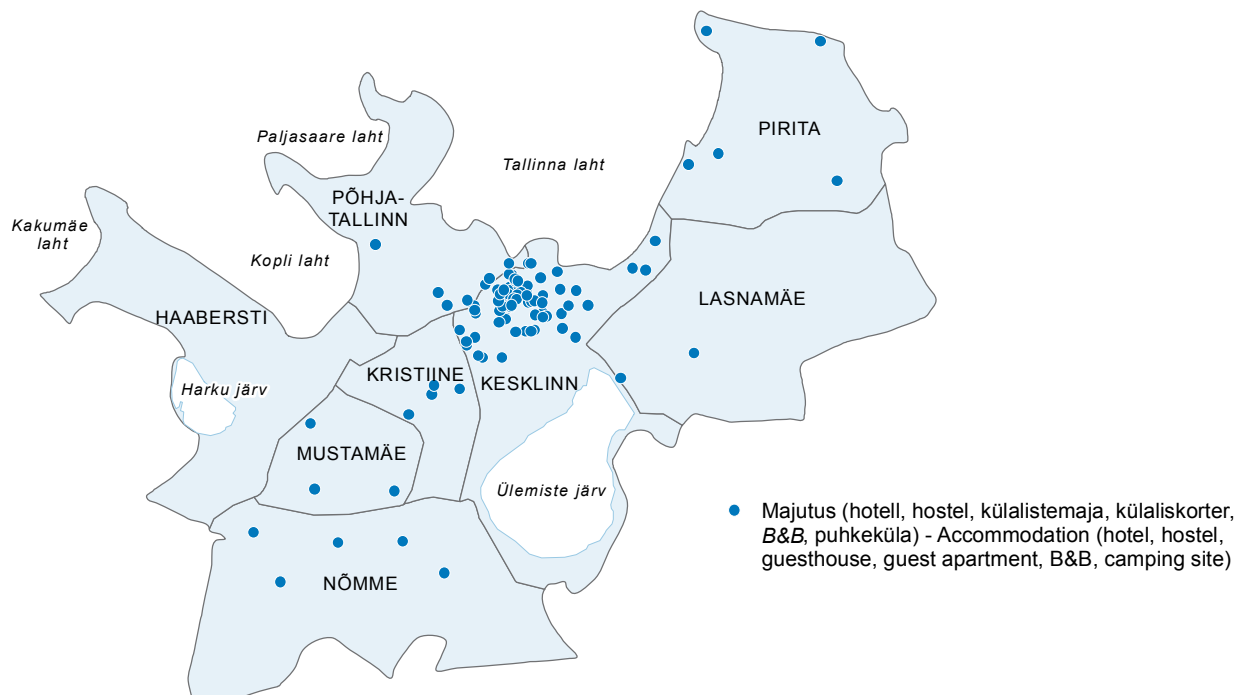 PIRITA
Paljasaare laht
Tallinna laht
PÕHJA-
TALLINN
Kakumäe
laht
Kopli laht
LASNAMÄE
HAABERSTI
KRISTIINE
KESKLINN
Harku järv
MUSTAMÄE
Ülemiste järv
NÕMME
Majutus (hotell, hostel, külalistemaja, külaliskorter,
B&B, puhkeküla) - Accommodation (hotel, hostel,
guesthouse, guest apartment, B&B, camping site)